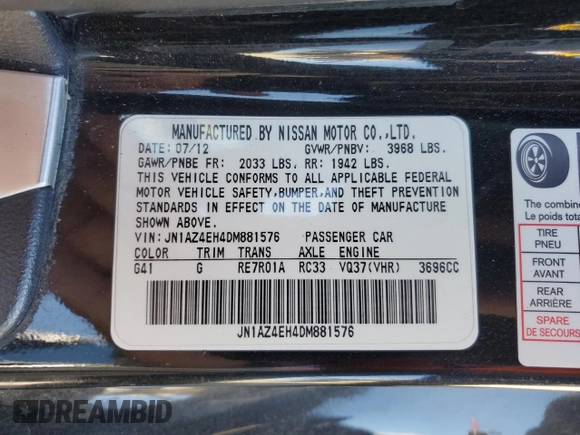 MANUFACTURED BY NISSAN MOTOR CO.,LTD.
DATE: 07/12 GVWR/PNBV: 3968 LBS.
GAWR/PNBE FR: 2033 LBS, RR: 1942 LBS.
THIS VEHICLE CONFORMS TO ALL APPLICABLE FEDERAL
MOTOR VEHICLE SAFETY,BUMPER,AND THEFT PREVENTION
STANDARDS IN EFFECT ON THE DATE OF MANUFACTURE
SHOWN ABOVE.
VIN: JN1AZ4EH4DM881576 PASSENGER CAR
COLOR TRIM TRANS AXLE ENGINE
G41 G RE7R01A RC33 VQ37(VHR) 3696CC
JN1AZ4EH4DM881576
The combine
Le poids total
TIRE
PNEU
FRONT
AVANT
REAR
ARRIÈRE
SPARE
DE SECOURS
DREAMBID